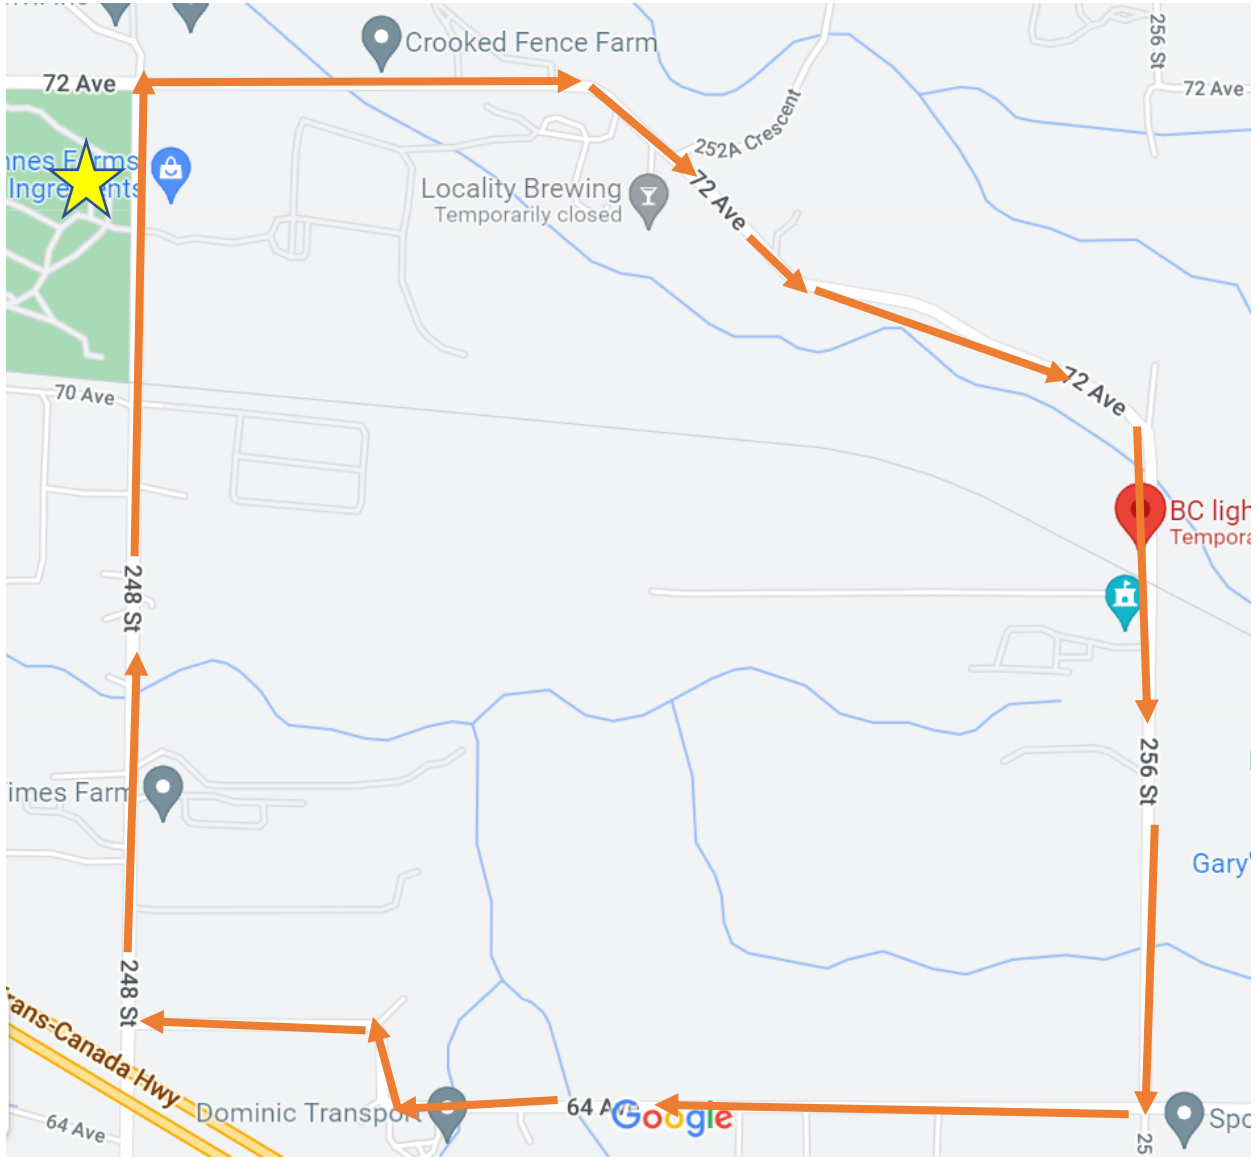 Crooked Fence Farm
256 St
72 Ave
72 Ave
252A Crescent
Locality Brewing
Temporarily closed
72 Ave
70 Ave
72 Ave
BC ligh
Tempora
248 St
256 St
imes Farm
Gary'
248 St
rans-Canada Hwy
Dominic Transport
64 Ave
Google
Spo
64 Ave
25